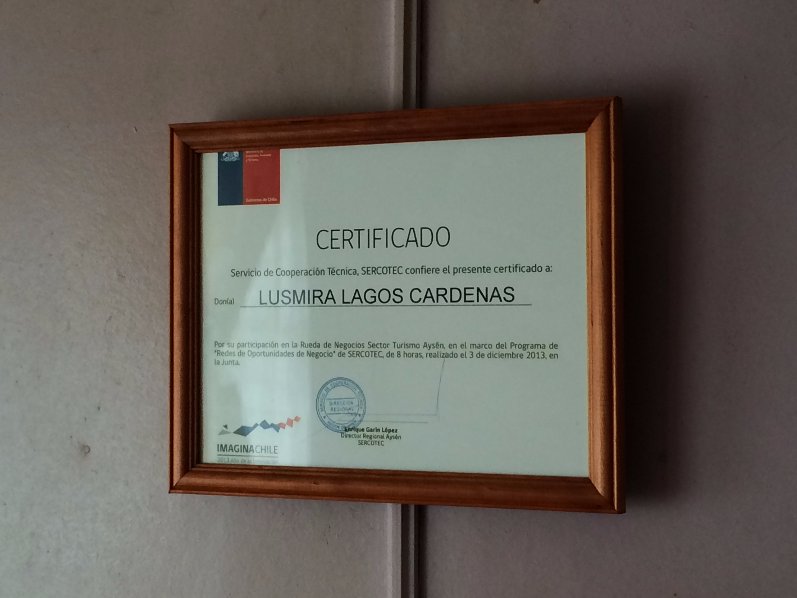 Gobierno de Chile
CERTIFICADO
Servicio de Cooperación Técnica, SERCOTEC confiere el presente certificado a:
Don(a) LUSMIRA LAGOS CARDENAS
Por su participación en la Rueda de Negocios Sector Turismo Aysén, en el marco del Programa de
"Redes de Oportunidades de Negocio" de SERCOTEC, de 8 horas, realizado el 3 de diciembre 2013, en
la Junta.
DIRECCION
REGIONAL
Enrique Garín López
Director Regional Aysén
SERCOTEC
IMAGINACHILE